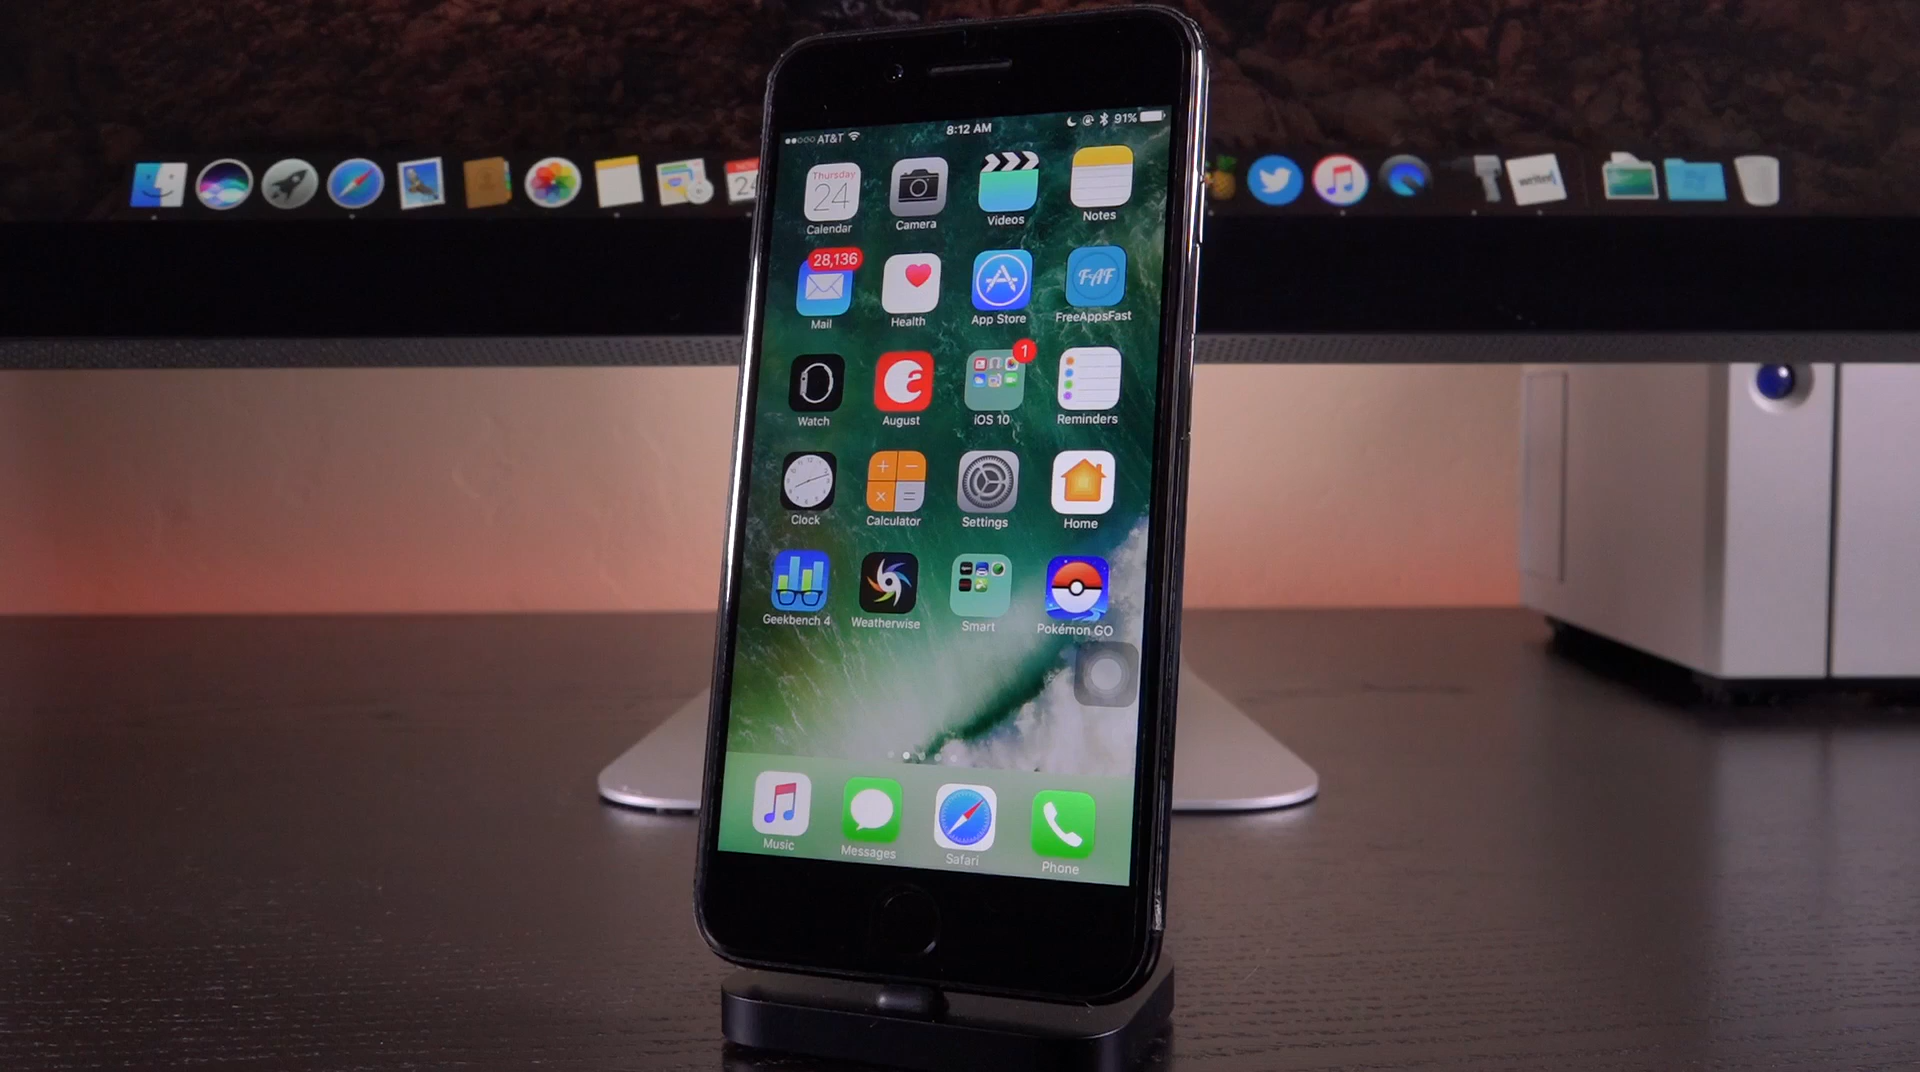 AT&T 8:12 AM 91%
Thursday
24
Calendar Camera Videos Notes
28,136
FAF
Mail Health App Store FreeAppsFast
1
Watch August iOS 10 Reminders
Clock Calculator Settings Home
Geekbench 4 Weatherwise Smart Pokémon GO
Music Messages Safari Phone